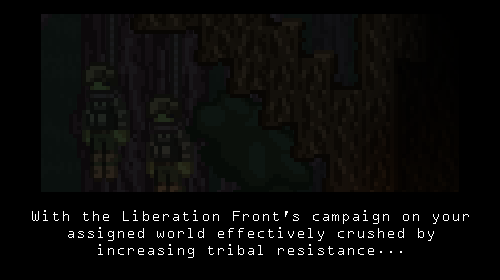 With the Liberation Front's campaign on your
assigned world effectively crushed by
increasing tribal resistance...